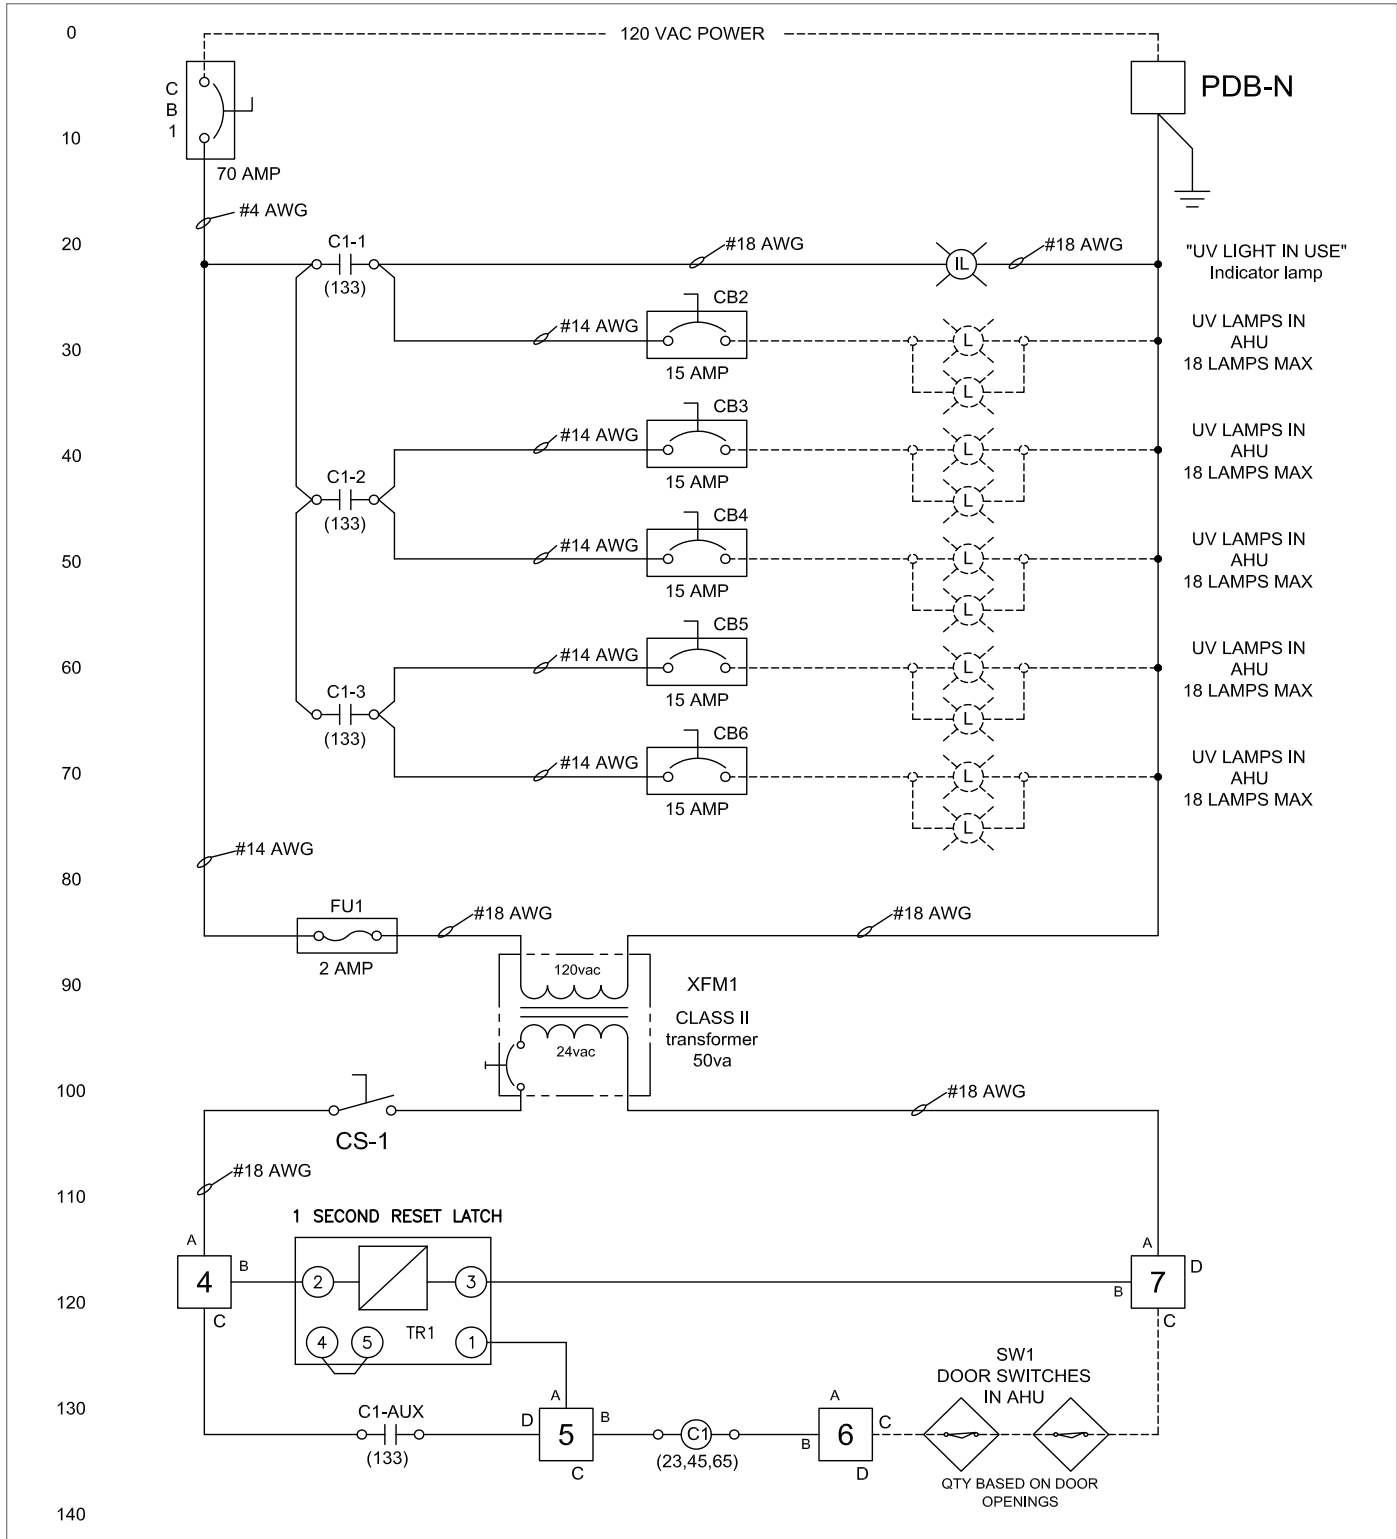 0
120 VAC POWER
C
B
1
PDB-N
10
70 AMP
#4 AWG
20
C1-1
#18 AWG
IL
#18 AWG
"UV LIGHT IN USE"
Indicator lamp
(133)
CB2
#14 AWG
15 AMP
L
L
UV LAMPS IN
AHU
18 LAMPS MAX
30
CB3
#14 AWG
15 AMP
L
L
UV LAMPS IN
AHU
18 LAMPS MAX
40
C1-2
(133)
CB4
#14 AWG
15 AMP
L
L
UV LAMPS IN
AHU
18 LAMPS MAX
50
CB5
#14 AWG
15 AMP
L
L
UV LAMPS IN
AHU
18 LAMPS MAX
60
C1-3
(133)
CB6
#14 AWG
15 AMP
L
L
UV LAMPS IN
AHU
18 LAMPS MAX
70
#14 AWG
80
FU1
2 AMP
#18 AWG
#18 AWG
90
120vac
24vac
XFM1
CLASS II
transformer
50va
100
CS-1
#18 AWG
#18 AWG
110
1 SECOND RESET LATCH
A
4
B
C
2
3
4
5
TR1
1
A
7
D
B
C
120
SW1
DOOR SWITCHES
IN AHU
130
C1-AUX
(133)
A
D
5
B
C
C1
(23,45,65)
A
B
6
C
D
QTY BASED ON DOOR
OPENINGS
140